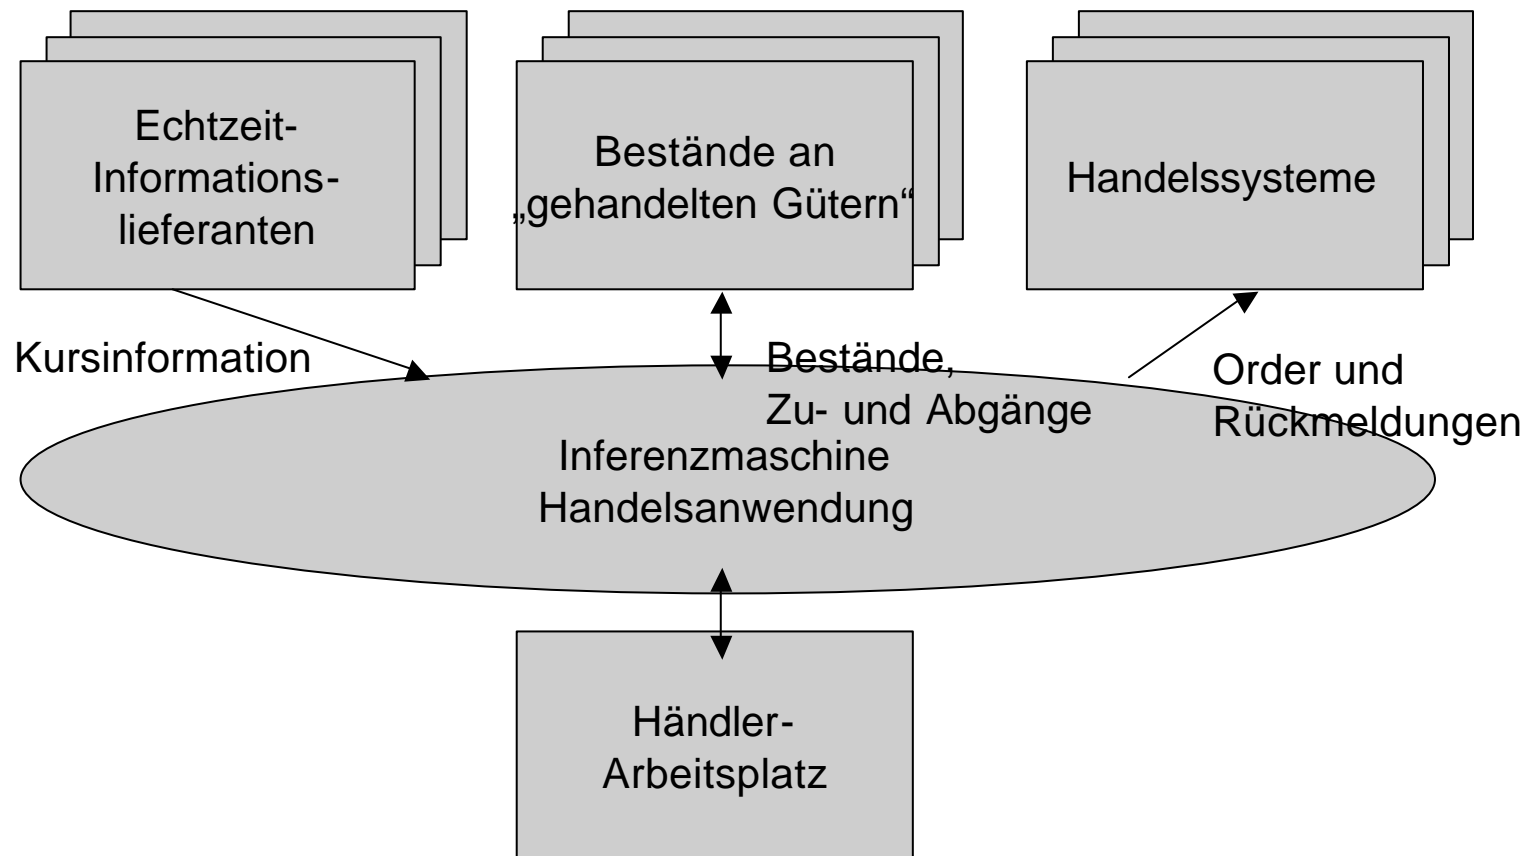 Echtzeit-
Informations-
lieferanten
Bestände an
„gehandelten Gütern“
Handelssysteme
Kursinformation
Bestände,
Zu- und Abgänge
Order und
Rückmeldungen
Inferenzmaschine
Handelsanwendung
Händler-
Arbeitsplatz